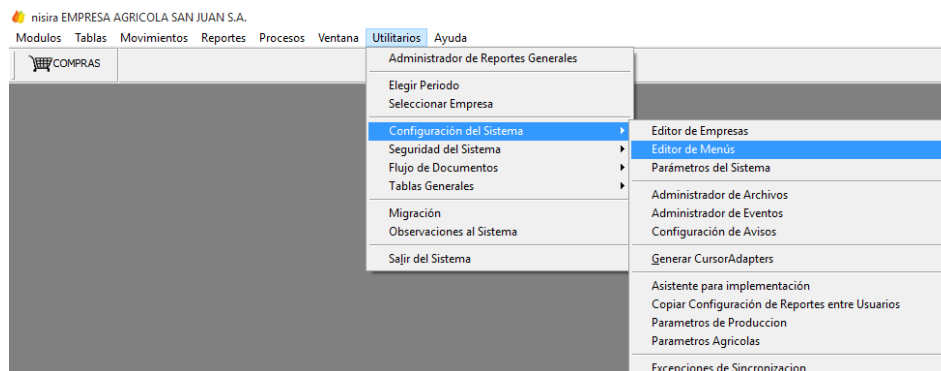 nisira EMPRESA AGRICOLA SAN JUAN S.A.
Modulos Tablas Movimientos Reportes Procesos Ventana Utilitarios Ayuda
COMPRAS
Administrador de Reportes Generales
Elegir Periodo
Seleccionar Empresa
Configuración del Sistema
Seguridad del Sistema
Flujo de Documentos
Tablas Generales
Migración
Observaciones al Sistema
Salir del Sistema
Editor de Empresas
Editor de Menús
Parámetros del Sistema
Administrador de Archivos
Administrador de Eventos
Configuración de Avisos
Generar CursorAdapters
Asistente para implementación
Copiar Configuración de Reportes entre Usuarios
Parametros de Produccion
Parametros Agricolas
Excepciones de Sincronizacion